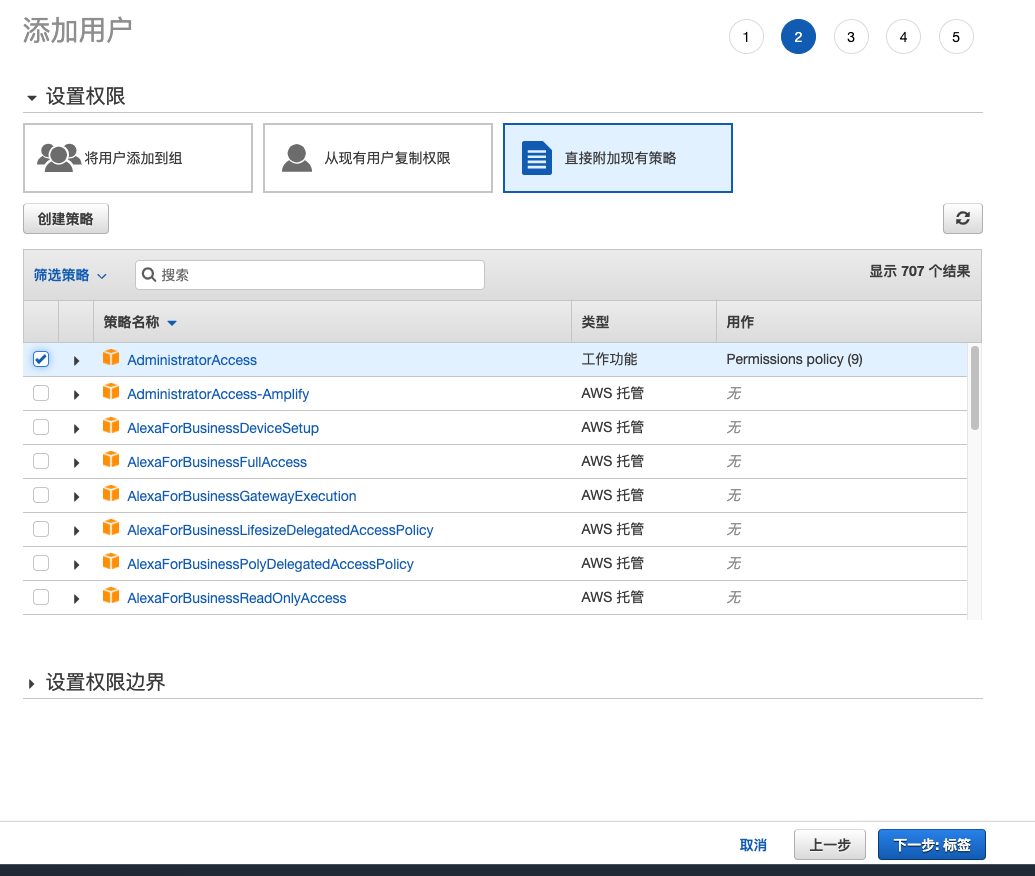 添加用户
1 2 3 4 5
设置权限
将用户添加到组 从现有用户复制权限 直接附加现有策略
创建策略
筛选策略 搜索 显示 707 个结果
策略名称 类型 用作
AdministratorAccess 工作功能 Permissions policy (9)
AdministratorAccess-Amplify AWS 托管 无
AlexaForBusinessDeviceSetup AWS 托管 无
AlexaForBusinessFullAccess AWS 托管 无
AlexaForBusinessGatewayExecution AWS 托管 无
AlexaForBusinessLifesizeDelegatedAccessPolicy AWS 托管 无
AlexaForBusinessPolyDelegatedAccessPolicy AWS 托管 无
AlexaForBusinessReadOnlyAccess AWS 托管 无
设置权限边界
取消 上一步 下一步: 标签